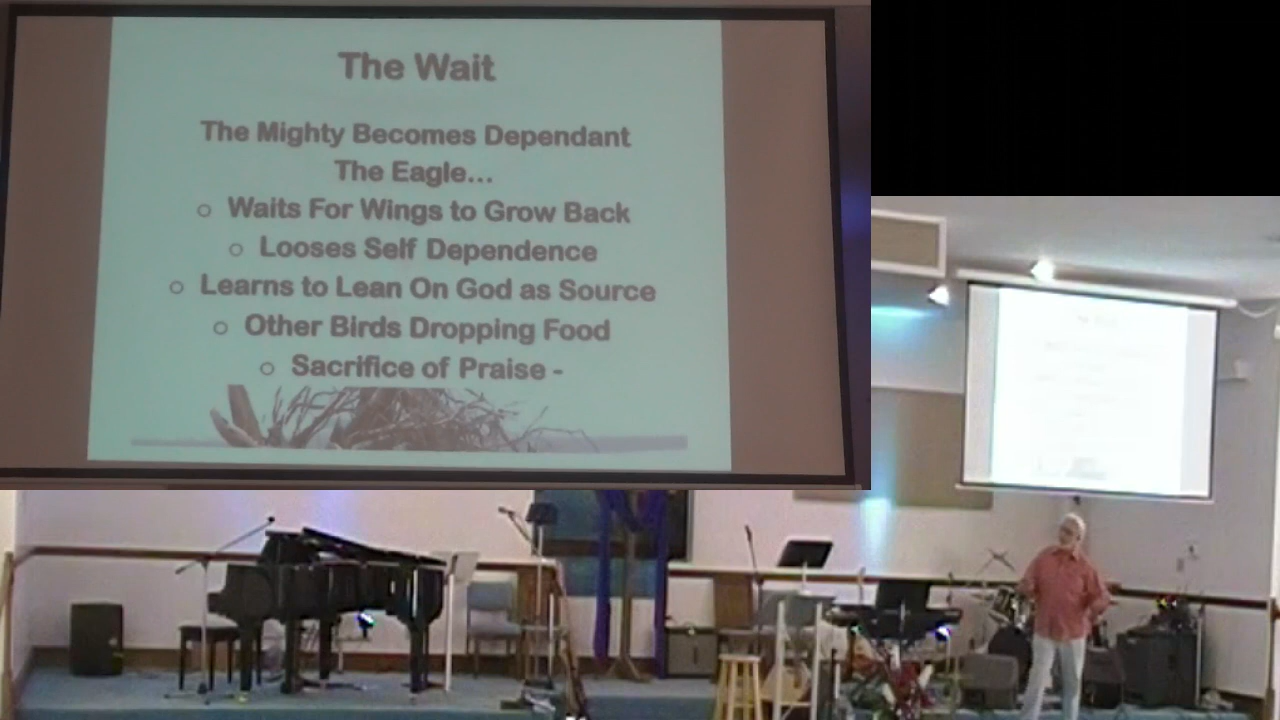 The Wait
The Mighty Becomes Dependant
The Eagle...
○ Waits For Wings to Grow Back
○ Looses Self Dependence
○ Learns to Lean On God as Source
○ Other Birds Dropping Food
○ Sacrifice of Praise -